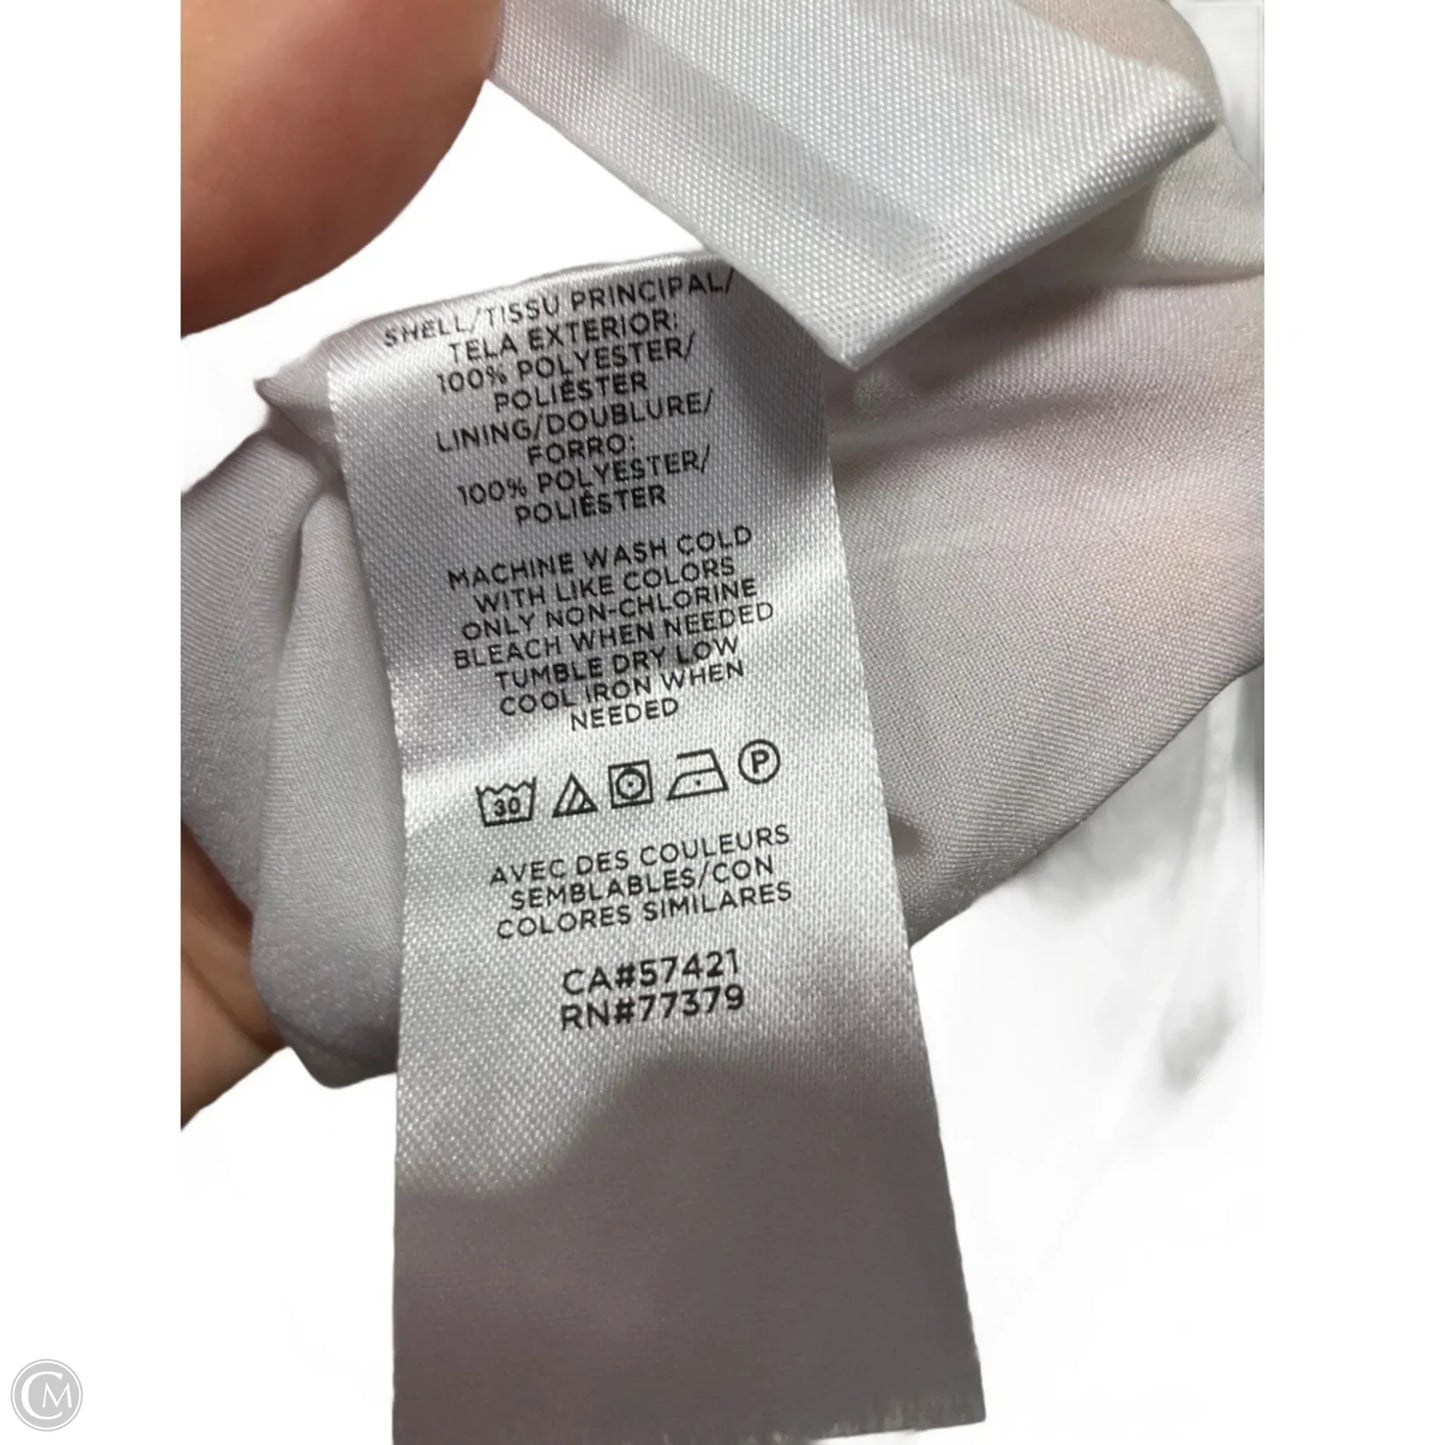 SHELL/TISSU PRINCIPAL/
TELA EXTERIOR:
100% POLYESTER/
POLIÉSTER
LINING/DOUBLURE/
FORRO:
100% POLYESTER/
POLIÉSTER
MACHINE WASH COLD
WITH LIKE COLORS
ONLY NON-CHLORINE
BLEACH WHEN NEEDED
TUMBLE DRY LOW
COOL IRON WHEN
NEEDED
30 P
AVEC DES COULEURS
SEMBLABLES/CON
COLORES SIMILARES
CA#57421
RN#77379
CM